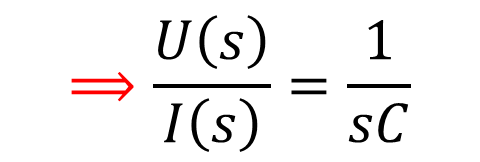 ⟹ U(s)/I(s) = 1/sC